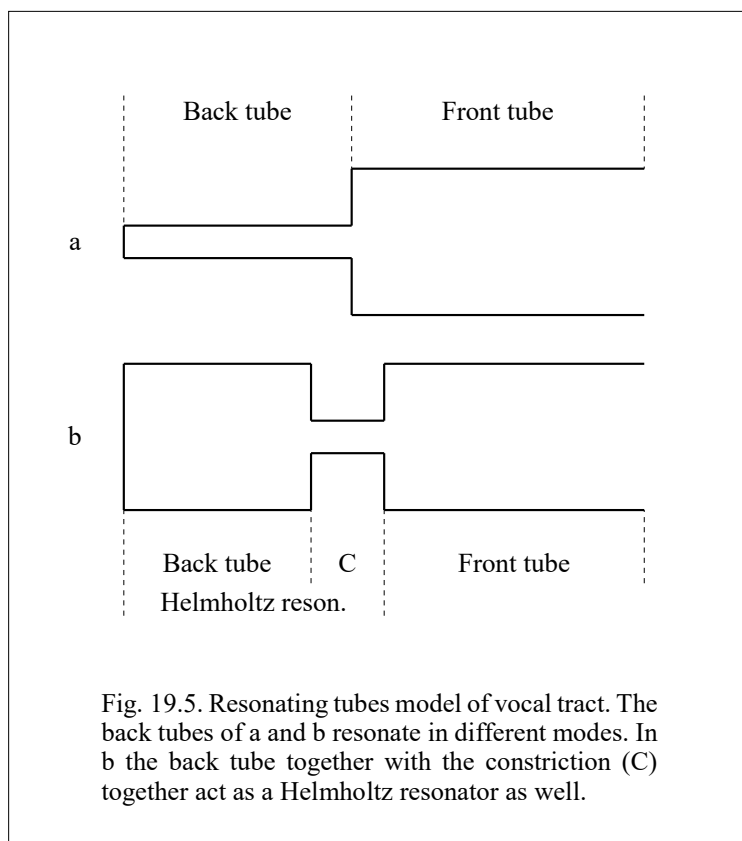 Back tube Front tube
a
b
Back tube C Front tube
Helmholtz reson.
Fig. 19.5. Resonating tubes model of vocal tract. The
back tubes of a and b resonate in different modes. In
b the back tube together with the constriction (C)
together act as a Helmholtz resonator as well.